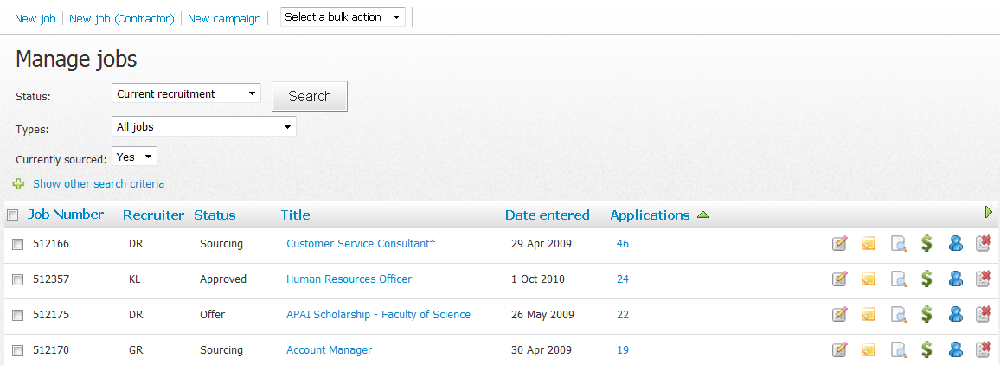 New job New job (Contractor) New campaign Select a bulk action
Manage jobs
Status: Current recruitment Search
Types: All jobs
Currently sourced: Yes
Show other search criteria
Job Number Recruiter Status Title Date entered Applications
512166 DR Sourcing Customer Service Consultant* 29 Apr 2009 46
512357 KL Approved Human Resources Officer 1 Oct 2010 24
512175 DR Offer APAI Scholarship - Faculty of Science 26 May 2009 22
512170 GR Sourcing Account Manager 30 Apr 2009 19